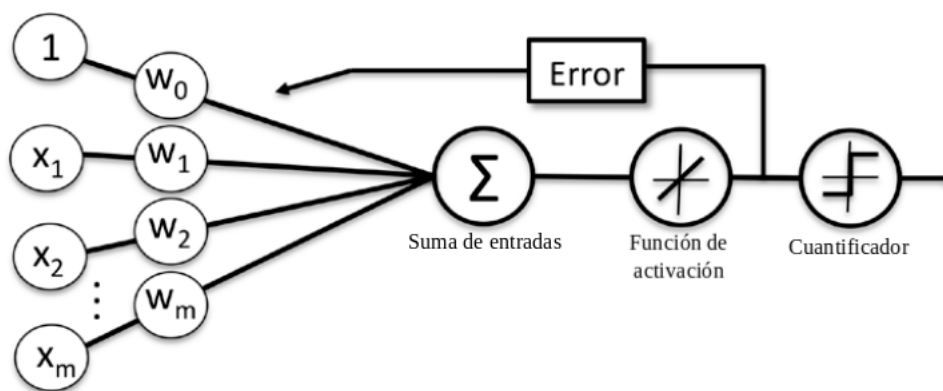 1
w₀
Error
x₁
w₁
Σ
x₂
w₂
Suma de entradas
Función de
activación
Cuantificador
⋮
wₘ
xₘ